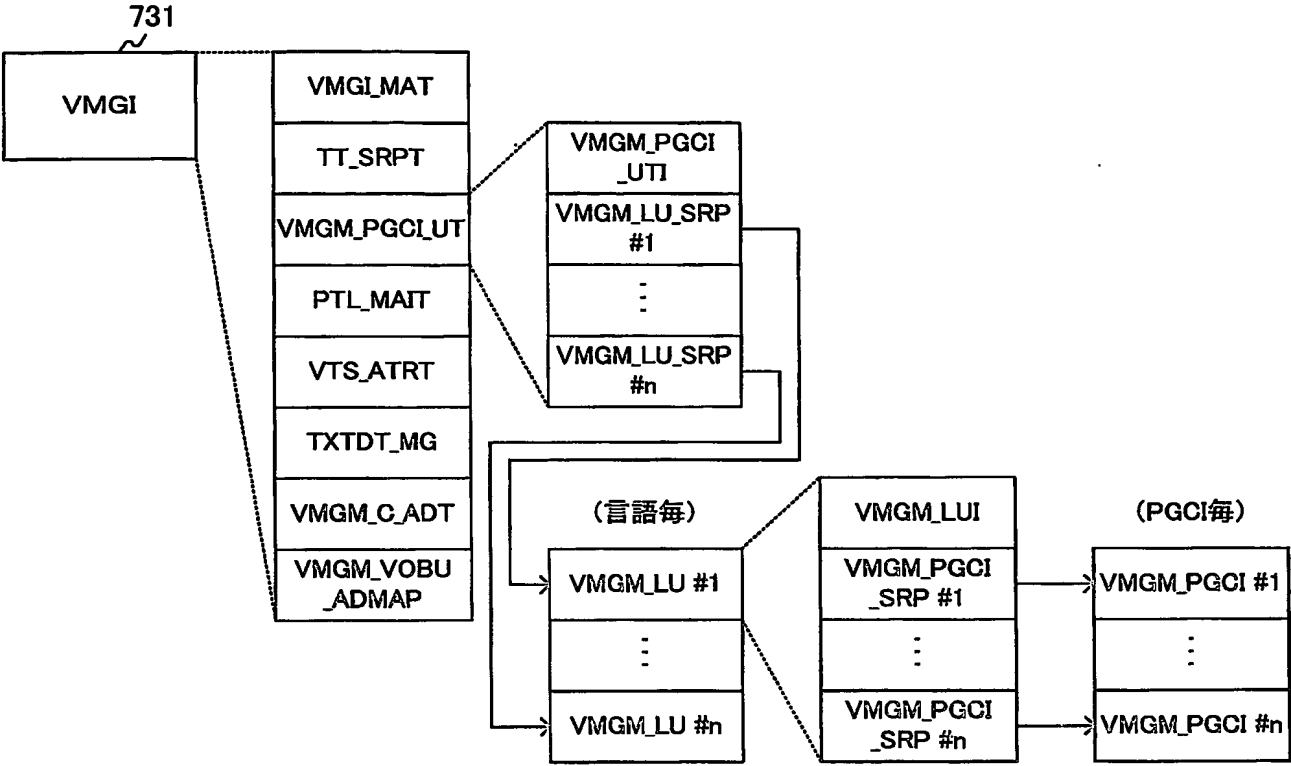 731
VMGI
VMGI_MAT
TT_SRPT
VMGM_PGCI_UT
PTL_MAIT
VTS_ATRT
TXTDT_MG
VMGM_C_ADT
VMGM_VOBU
_ADMAP
VMGM_PGCI
_UTI
VMGM_LU_SRP
#1
⋮
VMGM_LU_SRP
#n
(言語毎)
VMGM_LU #1
⋮
VMGM_LU #n
VMGM_LUI
VMGM_PGCI
_SRP #1
⋮
VMGM_PGCI
_SRP #n
(PGCI毎)
VMGM_PGCI #1
⋮
VMGM_PGCI #n